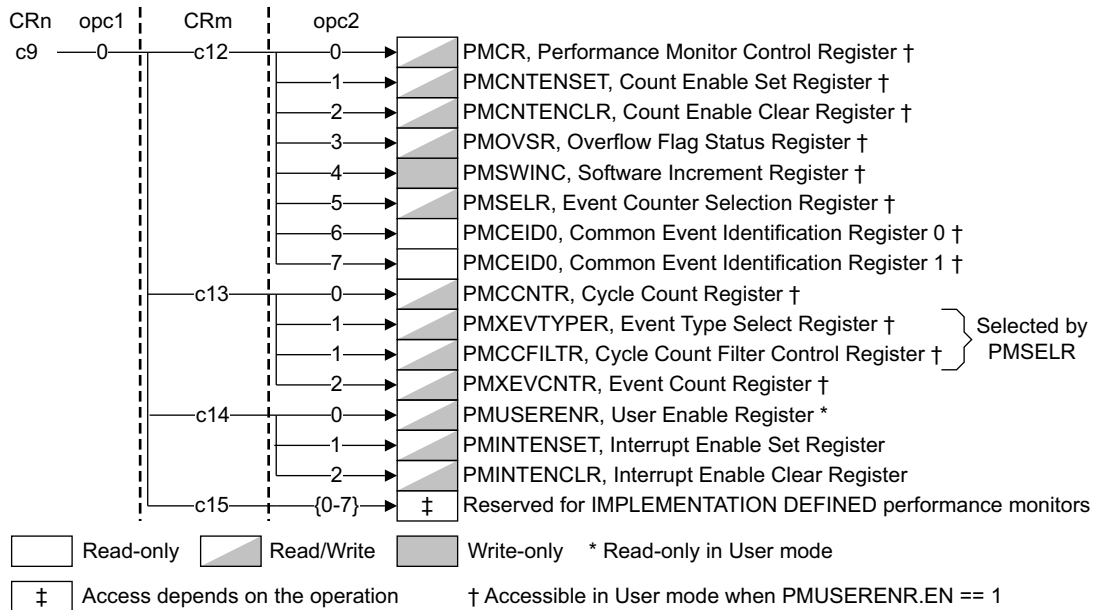 CRn opc1 CRm opc2
c9 0 c12 0 PMCR, Performance Monitor Control Register †
1 PMCNTENSET, Count Enable Set Register †
2 PMCNTENCLR, Count Enable Clear Register †
3 PMOVSR, Overflow Flag Status Register †
4 PMSWINC, Software Increment Register †
5 PMSELR, Event Counter Selection Register †
6 PMCEID0, Common Event Identification Register 0 †
7 PMCEID0, Common Event Identification Register 1 †
c13 0 PMCCNTR, Cycle Count Register †
1 PMXEVTYPER, Event Type Select Register †
1 PMCCFILTR, Cycle Count Filter Control Register †
Selected by
PMSELR
2 PMXEVCNTR, Event Count Register †
c14 0 PMUSERENR, User Enable Register *
1 PMINTENSET, Interrupt Enable Set Register
2 PMINTENCLR, Interrupt Enable Clear Register
c15 {0-7} ‡ Reserved for IMPLEMENTATION DEFINED performance monitors
Read-only Read/Write Write-only * Read-only in User mode
‡ Access depends on the operation † Accessible in User mode when PMUSERENR.EN == 1